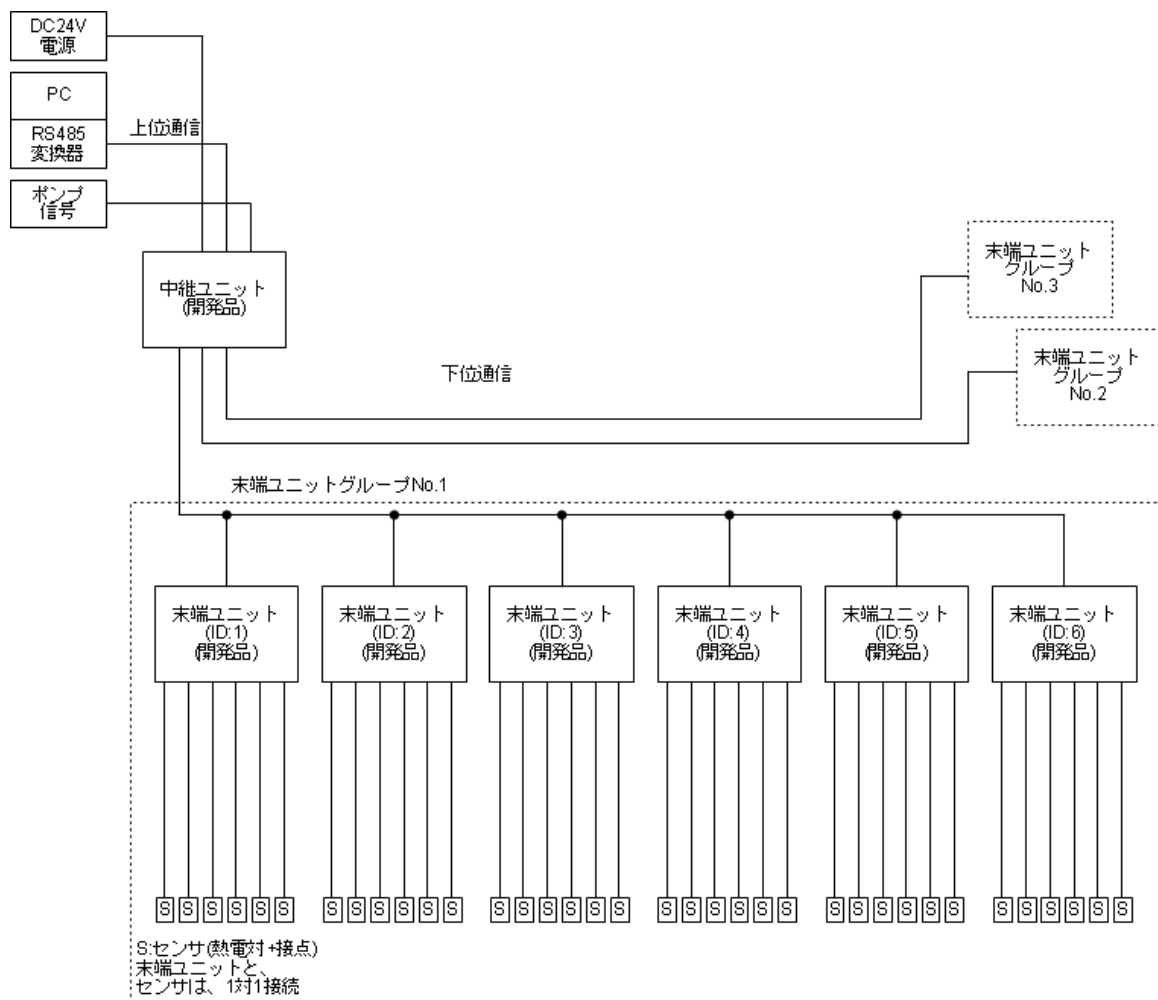 DC24V
電源
PC
RS485
変換器
上位通信
ポンプ
信号
中継ユニット
(開発品)
末端ユニット
グループ
No.3
下位通信
末端ユニット
グループ
No.2
末端ユニットグループNo.1
末端ユニット
(ID:1)
(開発品)
末端ユニット
(ID:2)
(開発品)
末端ユニット
(ID:3)
(開発品)
末端ユニット
(ID:4)
(開発品)
末端ユニット
(ID:5)
(開発品)
末端ユニット
(ID:6)
(開発品)
S S S S S S S S S S S S S S S S S S S S S S S S S S S S S S S S S S S S
S:センサ(熱電対+接点)
末端ユニットと、
センサは、1対1接続